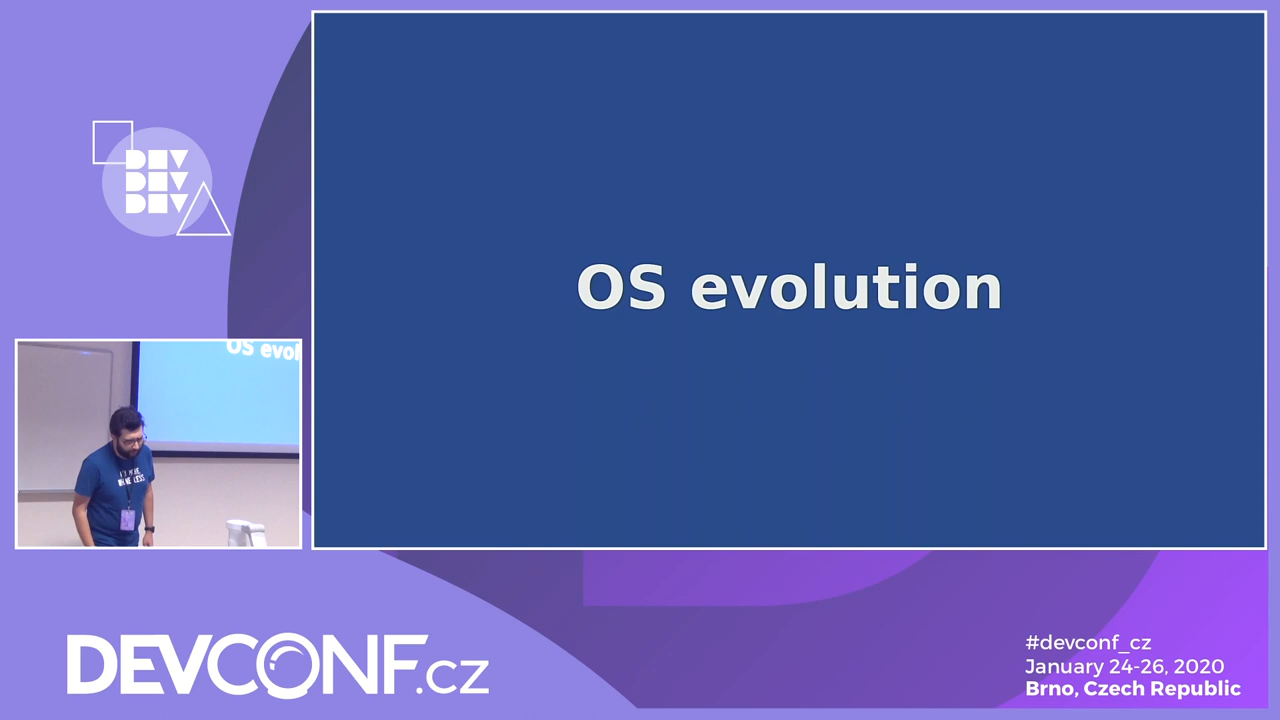 DEV
DEV
DEV
OS evolution
OS evol
DEVCONF.cz
#devconf_cz
January 24-26, 2020
Brno, Czech Republic